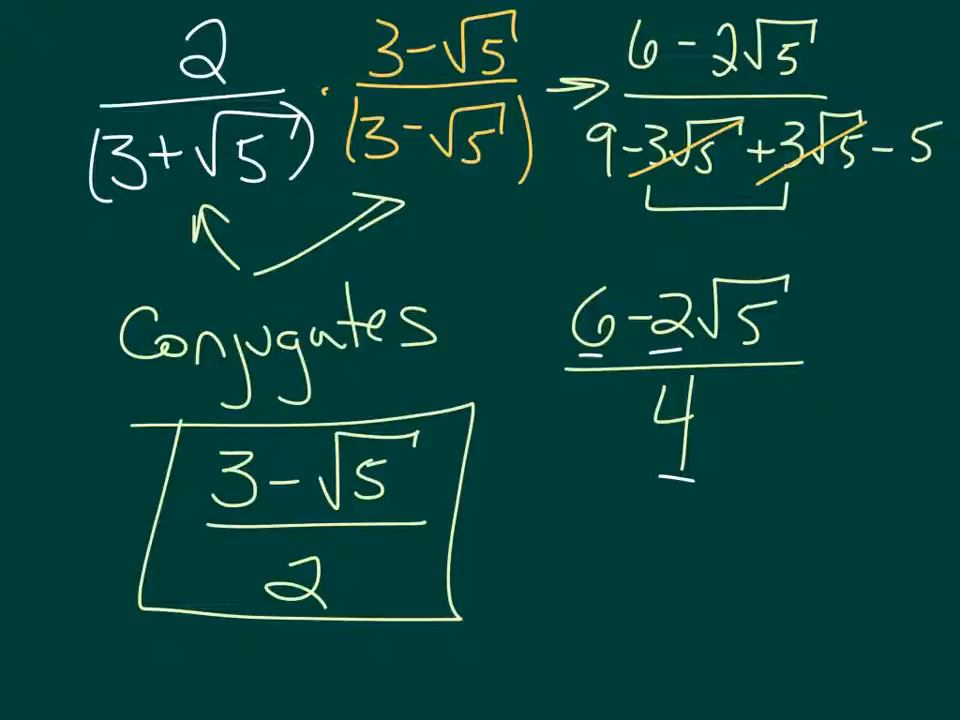 2 / (3+√5) · 3-√5 / (3-√5) → 6-2√5 / 9-3√5+3√5-5
Conjugates
6-2√5 / 4
3-√5 / 2